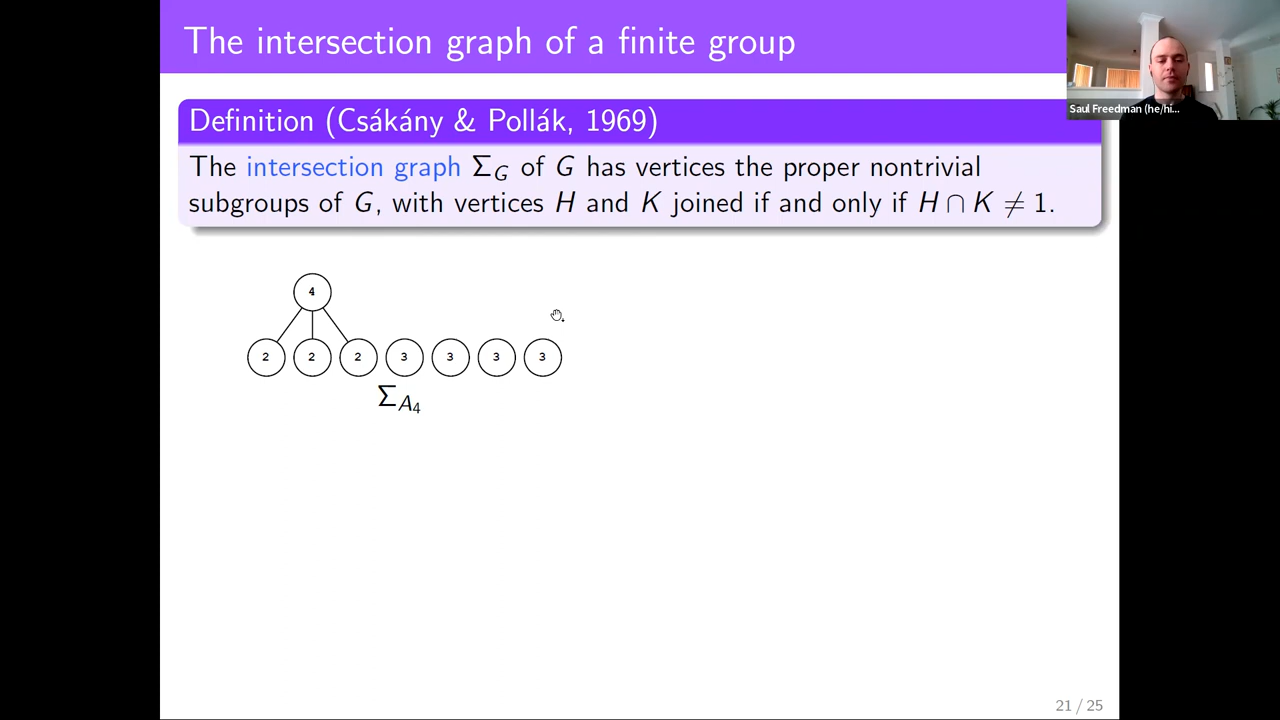 The intersection graph of a finite group
Saul Freedman (he/hi...
Definition (Csákány & Pollák, 1969)
The intersection graph Σ_G of G has vertices the proper nontrivial
subgroups of G, with vertices H and K joined if and only if H ∩ K ≠ 1.
4
2 2 2 3 3 3 3
Σ_{A_4}
21 / 25